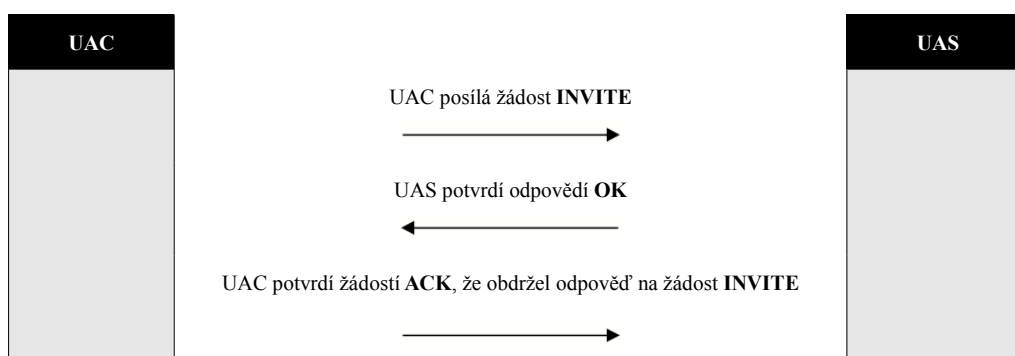 UAC
UAS
UAC posílá žádost INVITE
UAS potvrdí odpovědí OK
UAC potvrdí žádostí ACK, že obdržel odpověď na žádost INVITE